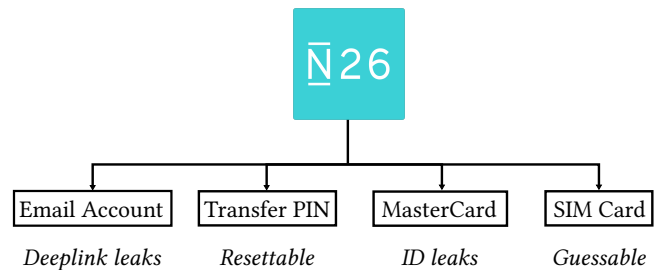 N26
Email Account
Transfer PIN
MasterCard
SIM Card
Deeplink leaks
Resettable
ID leaks
Guessable